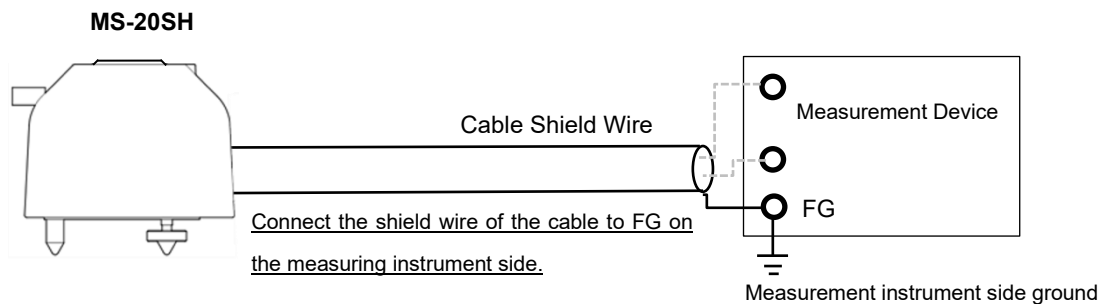 MS-20SH
Cable Shield Wire
Measurement Device
Connect the shield wire of the cable to FG on
the measuring instrument side.
FG
Measurement instrument side ground